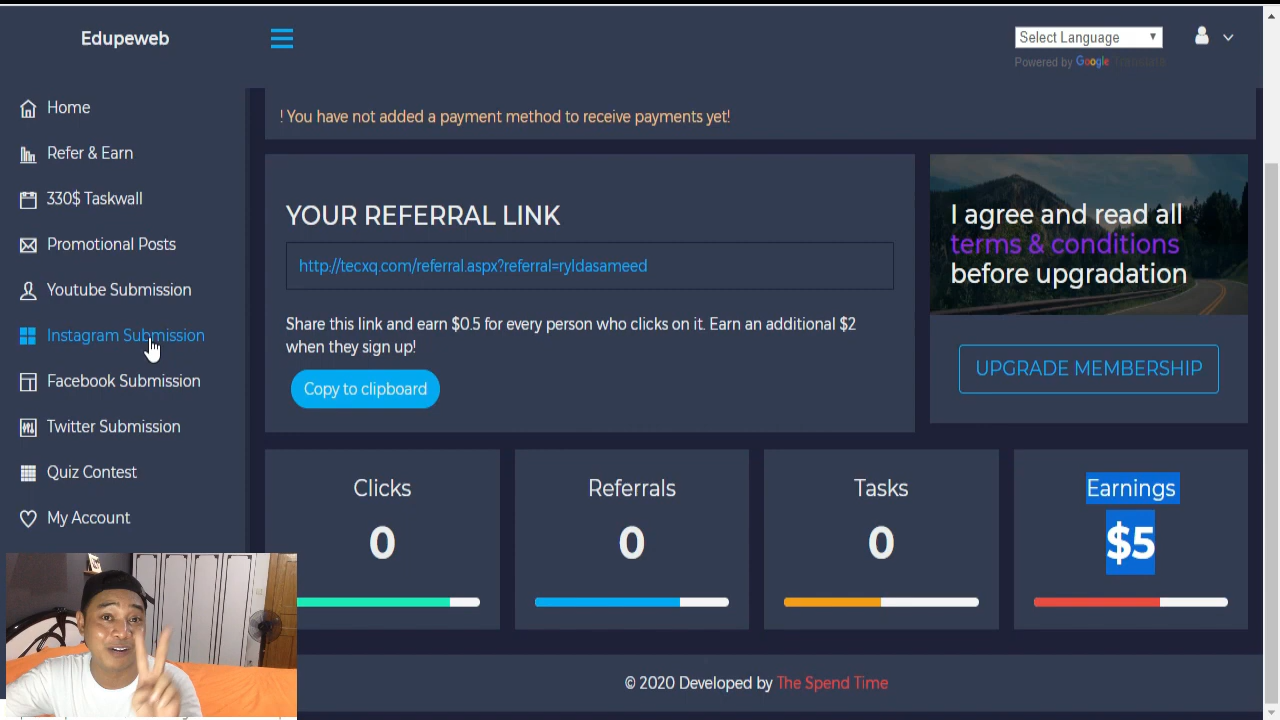 Edupeweb
Select Language
Powered by Google Translate
Home
Refer & Earn
330$ Taskwall
Promotional Posts
Youtube Submission
Instagram Submission
Facebook Submission
Twitter Submission
Quiz Contest
My Account
! You have not added a payment method to receive payments yet!
YOUR REFERRAL LINK
http://tecxq.com/referral.aspx?referral=ryldasameed
Share this link and earn $0.5 for every person who clicks on it. Earn an additional $2
when they sign up!
Copy to clipboard
I agree and read all
terms & conditions
before upgradation
UPGRADE MEMBERSHIP
Clicks
0
Referrals
0
Tasks
0
Earnings
$5
© 2020 Developed by The Spend Time